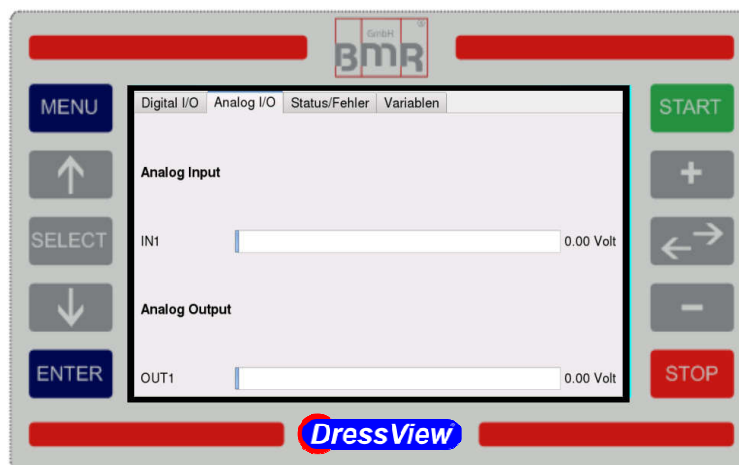 GmbH
BMR
®
MENU
SELECT
ENTER
Digital I/O Analog I/O Status/Fehler Variablen
Analog Input
IN1 0.00 Volt
Analog Output
OUT1 0.00 Volt
START
+
-
STOP
DressView